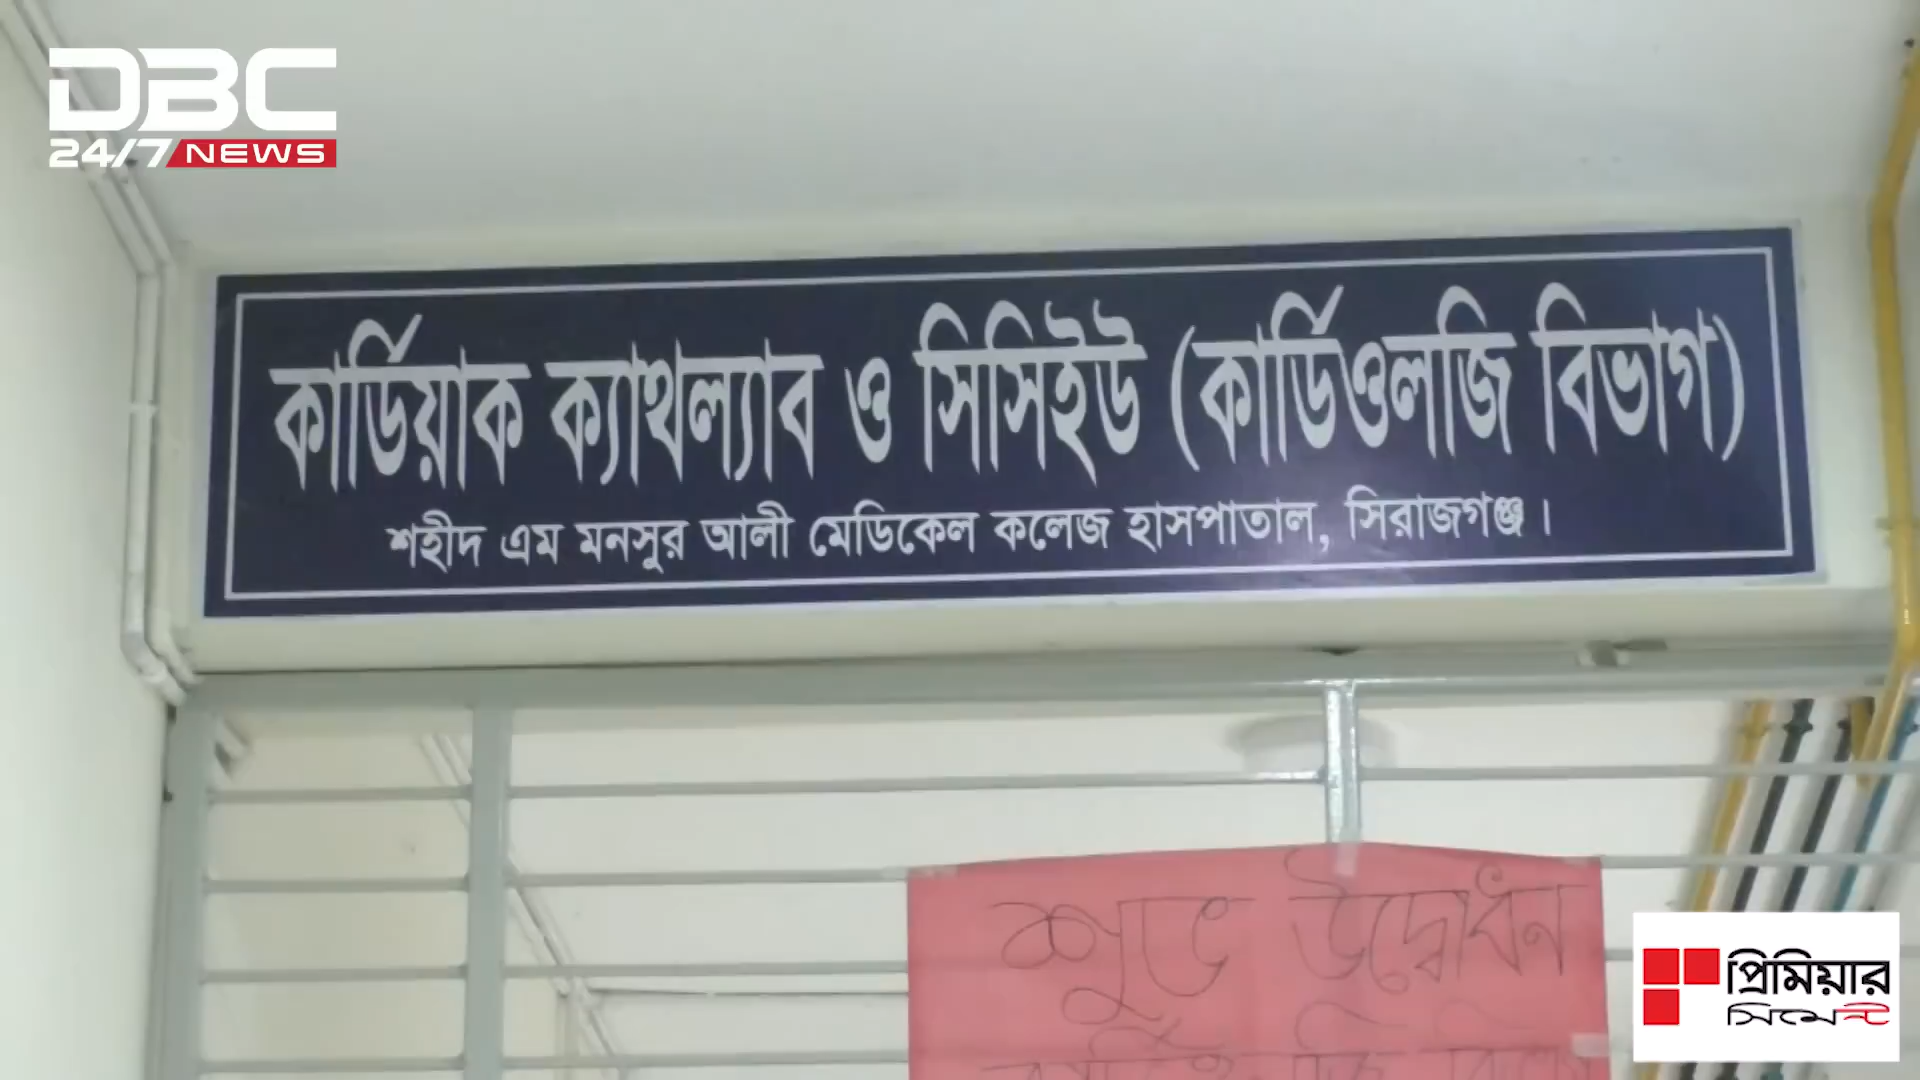 DBC
24/7 NEWS
কার্ডিয়াক ক্যাথল্যাব ও সিসিইউ (কার্ডিওলজি বিভাগ)
শহীদ এম মনসুর আলী মেডিকেল কলেজ হাসপাতাল, সিরাজগঞ্জ।
শুভ উদ্বোধন
প্রিমিয়ার
সিমেন্ট